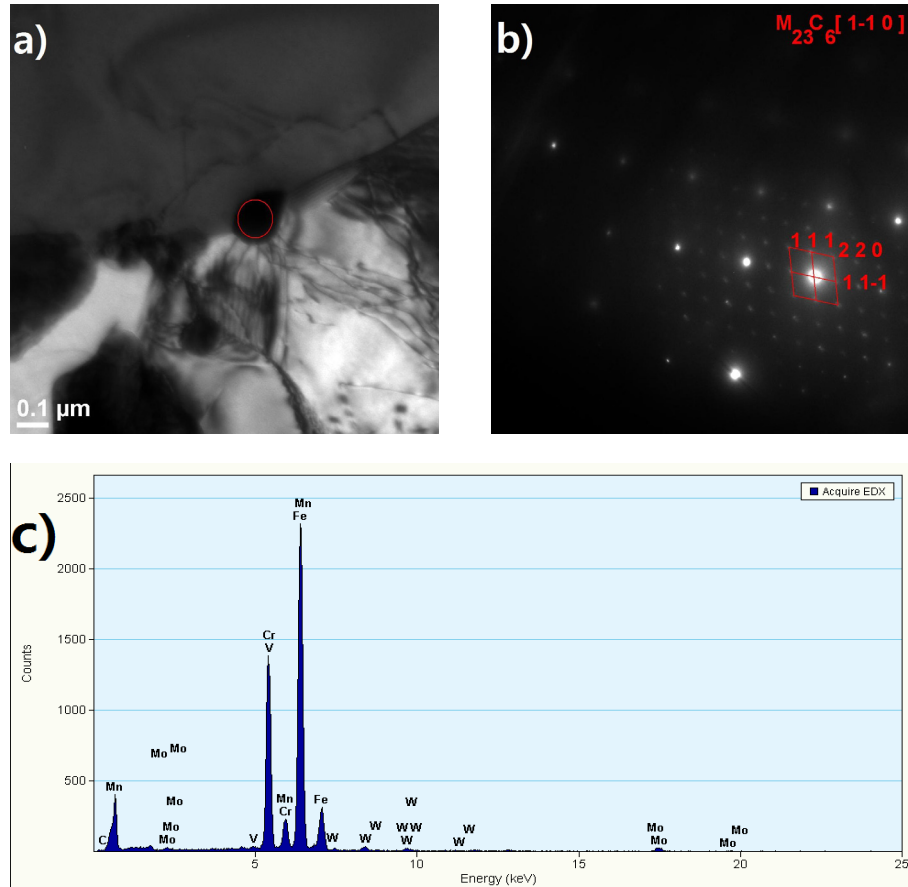 a)
0.1 µm
b)
M23C6[ 1-1 0 ]
1 1 1
2 2 0
1 1-1
c)
Acquire EDX
2500
2000
1500
1000
500
Counts
Mn
Fe
Cr
V
Mo
Mo
Mn
Mo
Mn
Cr
Fe
W
Mo
W
W W
W
Mo
Mo
C
Mo
V
W
W
W
W
Mo
Mo
5
10
15
20
25
Energy (keV)